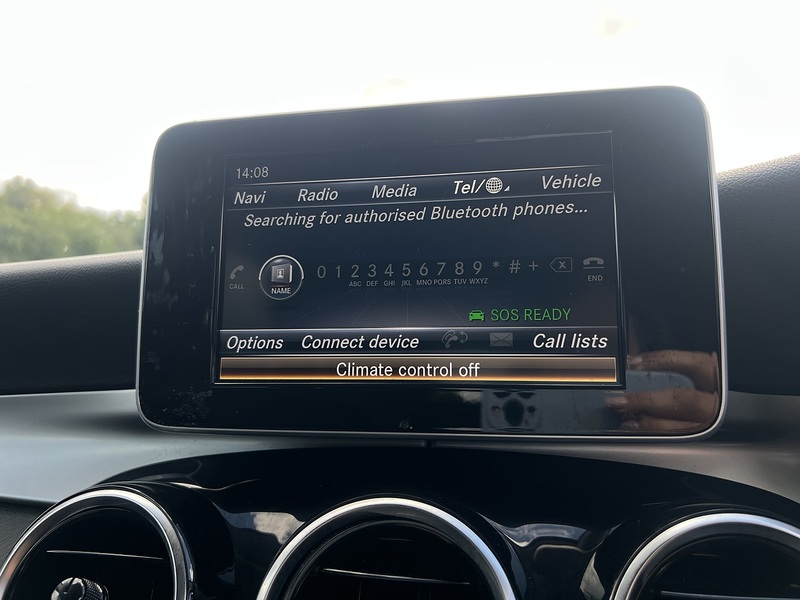 14:08
Navi Radio Media Tel/ Vehicle
Searching for authorised Bluetooth phones...
CALL NAME 0 1 2 3 4 5 6 7 8 9 * # + END
ABC DEF GHI JKL MNO PQRS TUV WXYZ
SOS READY
Options Connect device Call lists
Climate control off